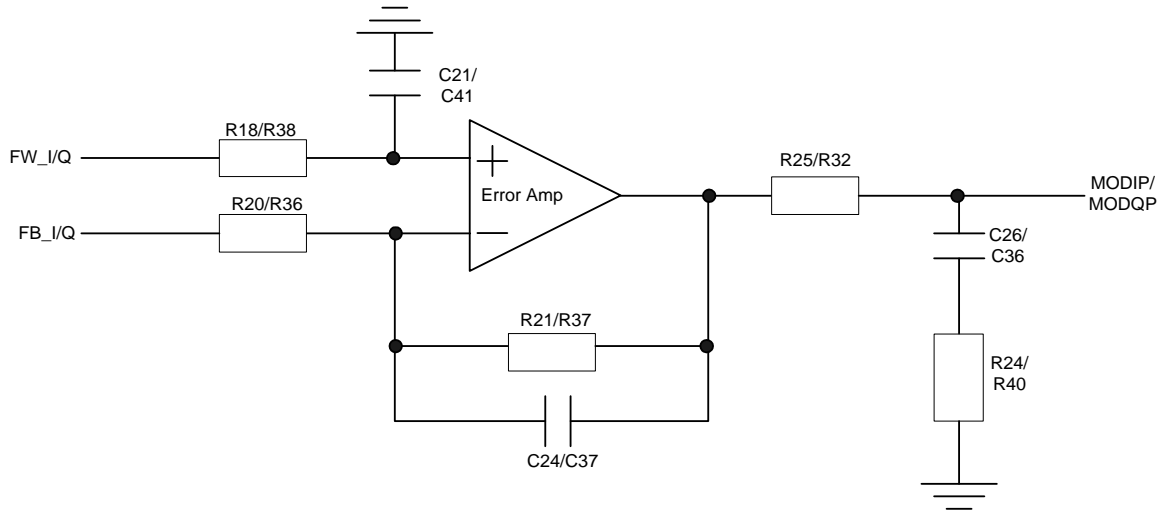 C21/
C41
R18/R38
FW_I/Q
R20/R36
FB_I/Q
+
Error Amp
−
R25/R32
MODIP/
MODQP
C26/
C36
R21/R37
R24/
R40
C24/C37